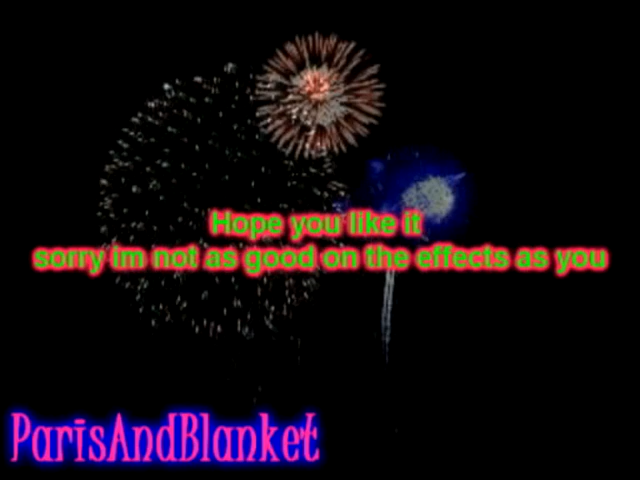 Hope you like it
sorry im not as good on the effects as you
ParisAndBlanket